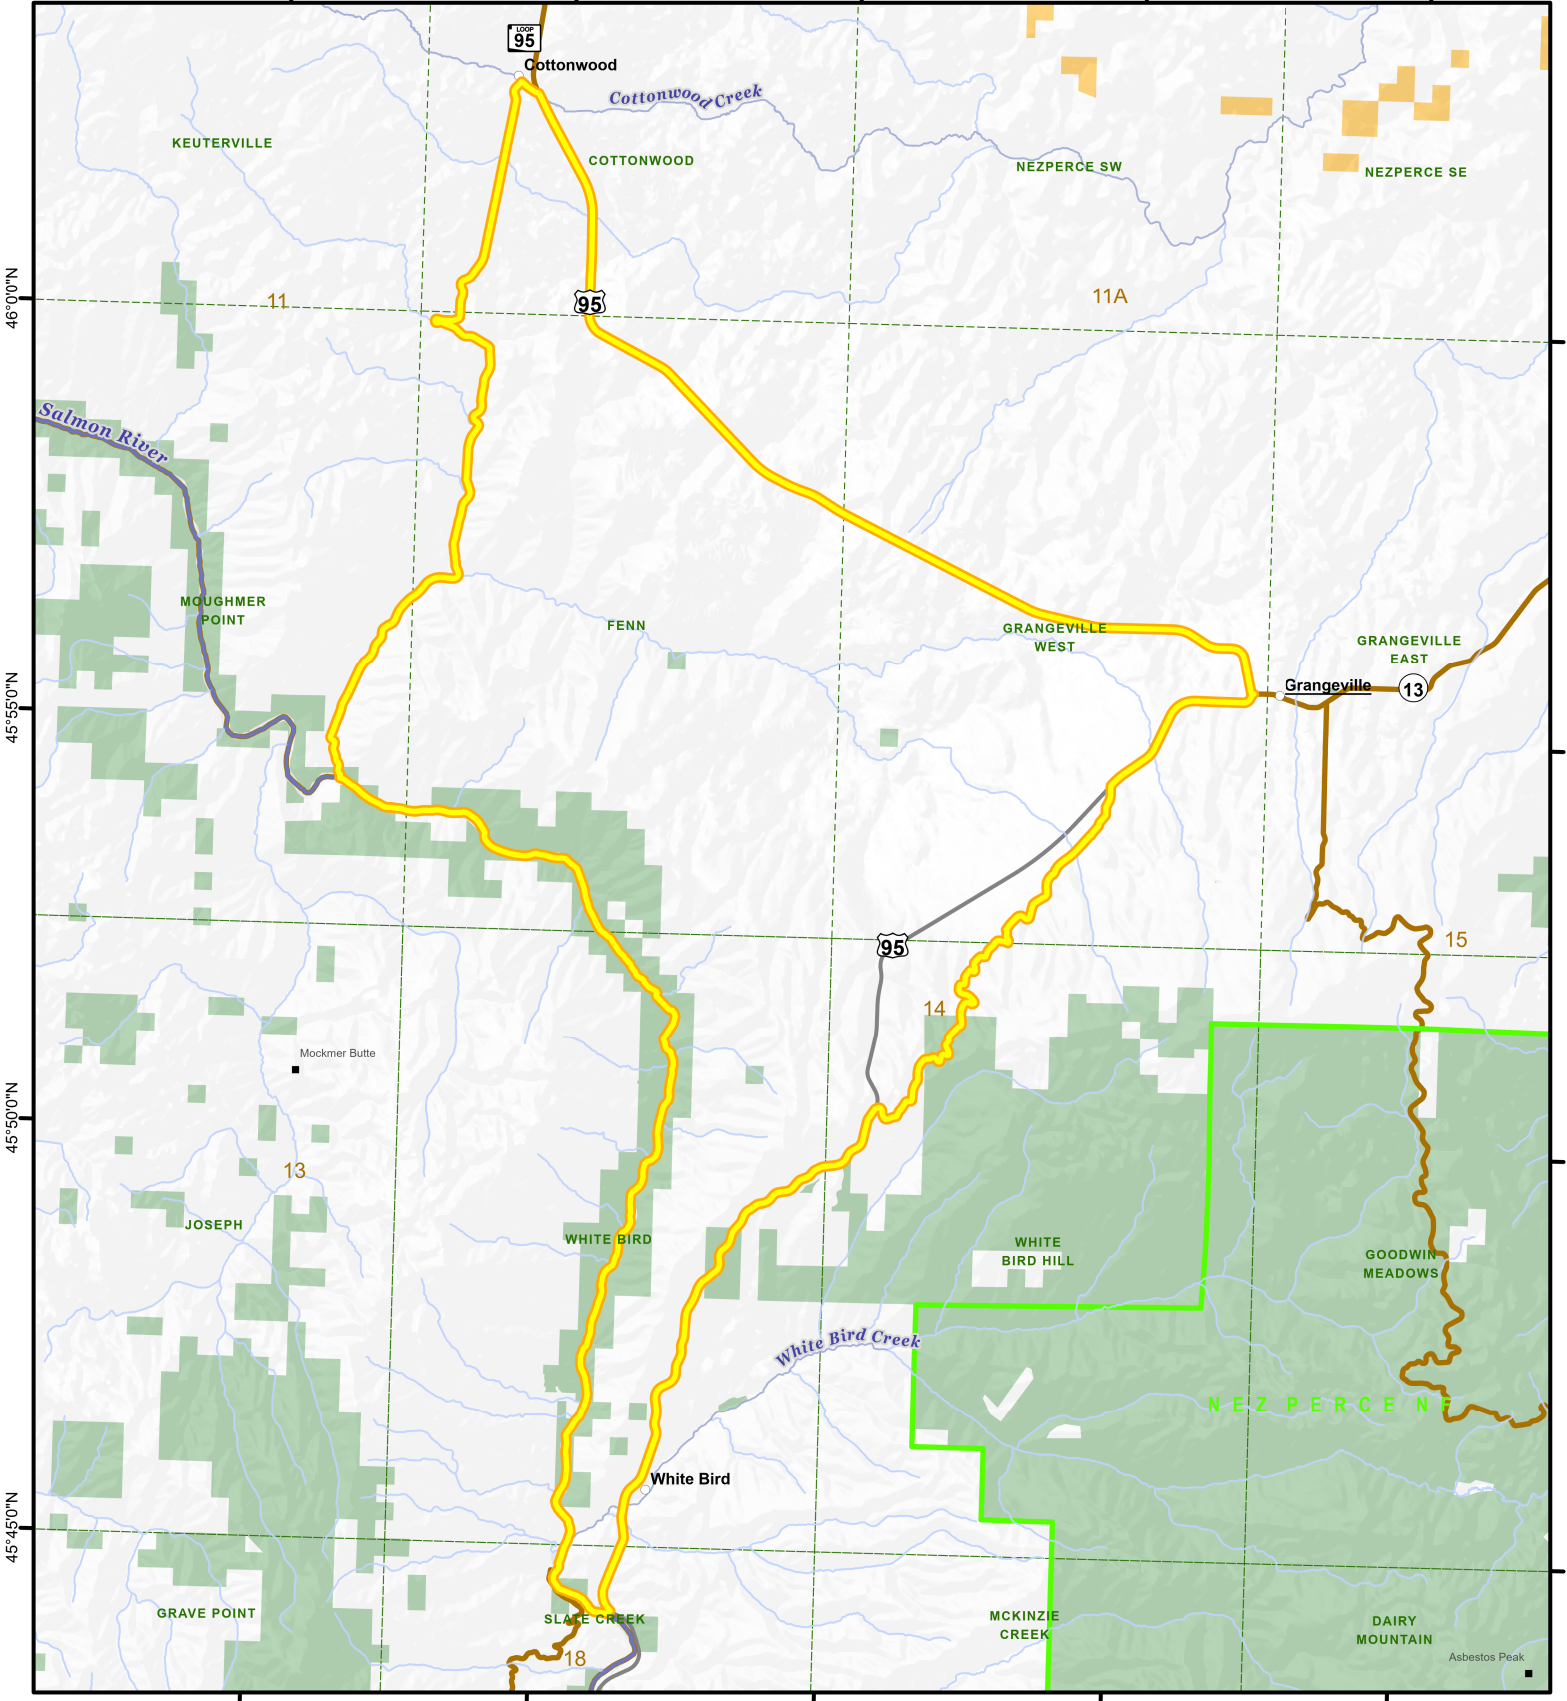 LOOP
95
Cottonwood
Cottonwood Creek
KEUTERVILLE
COTTONWOOD
NEZPERCE SW
NEZPERCE SE
46°0'0"N
11
95
11A
Salmon River
MOUGHMER
POINT
FENN
GRANGEVILLE
WEST
GRANGEVILLE
EAST
Grangeville
13
45°55'0"N
95
15
14
Mockmer Butte
45°50'0"N
13
JOSEPH
WHITE BIRD
WHITE
BIRD HILL
GOODWIN
MEADOWS
White Bird Creek
NEZ PERCE NF
White Bird
45°45'0"N
GRAVE POINT
SLATE CREEK
MCKINZIE
CREEK
DAIRY
MOUNTAIN
18
Asbestos Peak